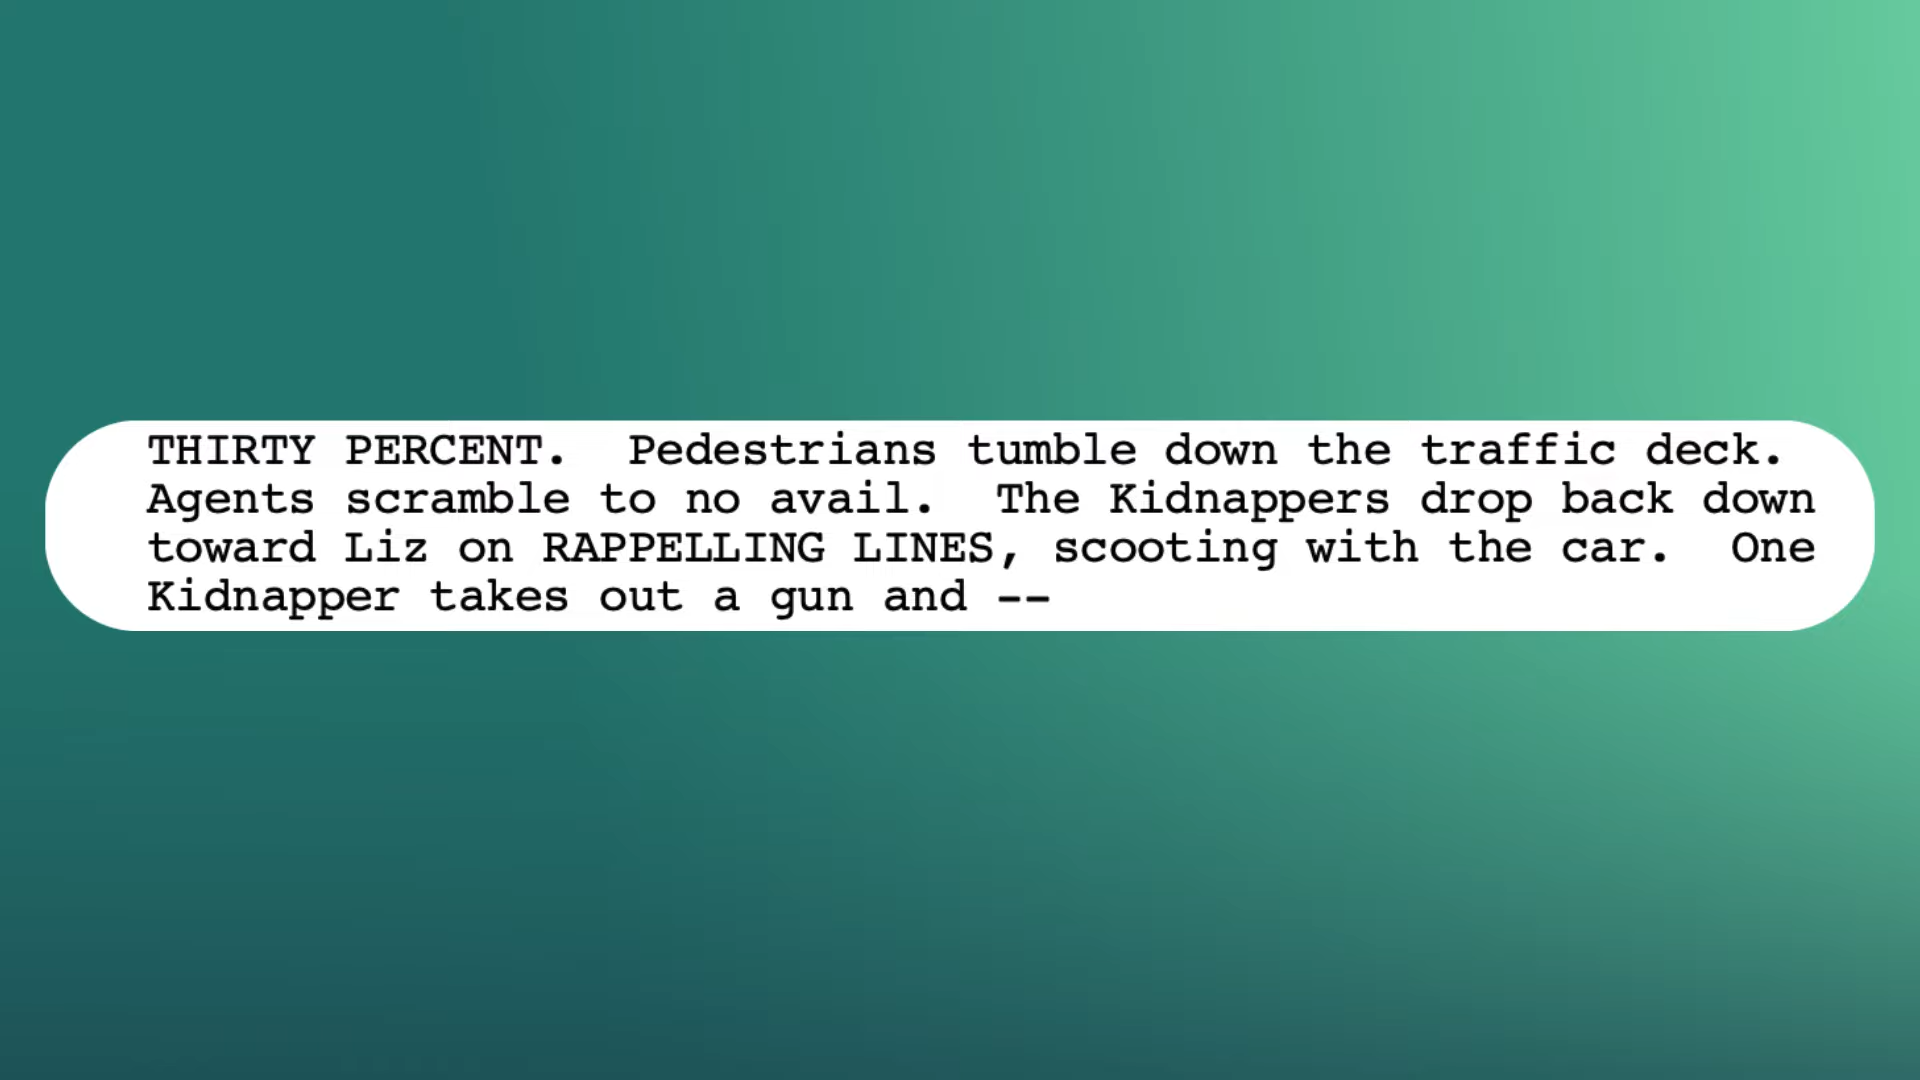 THIRTY PERCENT.  Pedestrians tumble down the traffic deck.
Agents scramble to no avail.  The Kidnappers drop back down
toward Liz on RAPPELLING LINES, scooting with the car.  One
Kidnapper takes out a gun and --